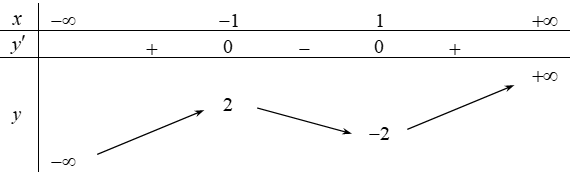 x −∞ −1 1 +∞
y′ + 0 − 0 +
+∞
2
y
−2
−∞